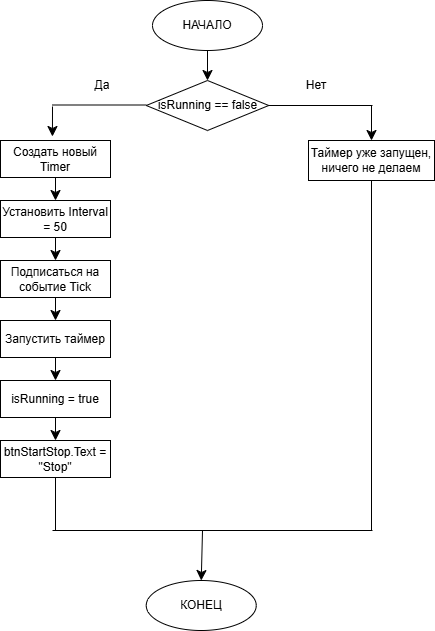 НАЧАЛО
Да
Нет
isRunning == false
Создать новый
Timer
Таймер уже запущен,
ничего не делаем
Установить Interval
= 50
Подписаться на
событие Tick
Запустить таймер
isRunning = true
btnStartStop.Text =
"Stop"
КОНЕЦ